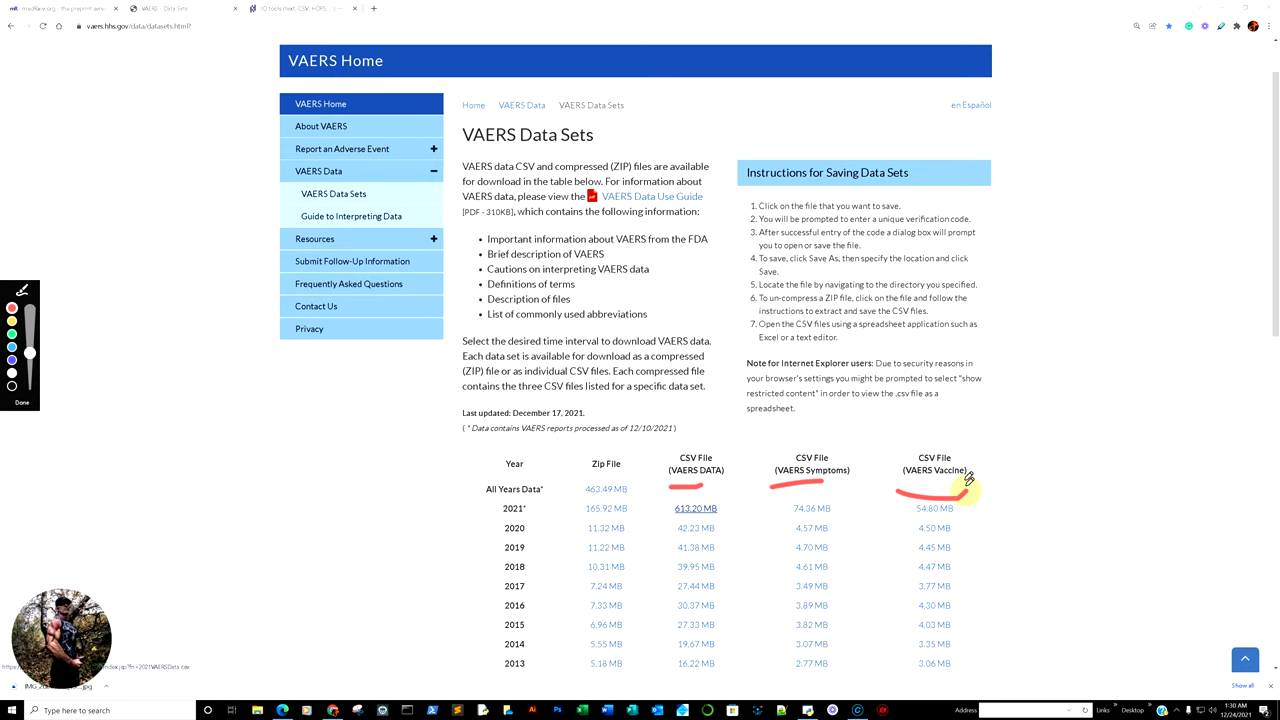 medRxiv.org - the preprint serv
VAERS - Data Sets
vaers.hhs.gov/data/datasets.html?
VAERS Home
VAERS Home
About VAERS
Report an Adverse Event
VAERS Data
VAERS Data Sets
Guide to Interpreting Data
Resources
Submit Follow-Up Information
Frequently Asked Questions
Contact Us
Privacy
Home VAERS Data VAERS Data Sets en Español
VAERS Data Sets
VAERS data CSV and compressed (ZIP) files are available
for download in the table below. For information about
VAERS data, please view the VAERS Data Use Guide
[PDF - 310KB], which contains the following information:
• Important information about VAERS from the FDA
• Brief description of VAERS
• Cautions on interpreting VAERS data
• Definitions of terms
• Description of files
• List of commonly used abbreviations
Select the desired time interval to download VAERS data.
Each data set is available for download as a compressed
(ZIP) file or as individual CSV files. Each compressed file
contains the three CSV files listed for a specific data set.
Last updated: December 17, 2021.
( * Data contains VAERS reports processed as of 12/10/2021 )
Instructions for Saving Data Sets
1. Click on the file that you want to save.
2. You will be prompted to enter a unique verification code.
3. After successful entry of the code a dialog box will prompt
you to open or save the file.
4. To save, click Save As, then specify the location and click
Save.
5. Locate the file by navigating to the directory you specified.
6. To un-compress a ZIP file, click on the file and follow the
instructions to extract and save the CSV files.
7. Open the CSV files using a spreadsheet application such as
Excel or a text editor.
Note for Internet Explorer users: Due to security reasons in
your browser's settings you might be prompted to select "show
restricted content" in order to view the .csv file as a
spreadsheet.
Year Zip File CSV File (VAERS DATA) CSV File (VAERS Symptoms) CSV File (VAERS Vaccine)
All Years Data* 463.49 MB
2021* 165.92 MB 613.20 MB 74.36 MB 54.80 MB
2020 11.32 MB 42.23 MB 4.57 MB 4.50 MB
2019 11.22 MB 41.38 MB 4.70 MB 4.45 MB
2018 10.31 MB 39.95 MB 4.61 MB 4.47 MB
2017 7.24 MB 27.44 MB 3.49 MB 3.77 MB
2016 7.33 MB 30.37 MB 3.89 MB 4.30 MB
2015 6.96 MB 27.33 MB 3.82 MB 4.03 MB
2014 5.55 MB 19.67 MB 3.07 MB 3.35 MB
2013 5.18 MB 16.22 MB 2.77 MB 3.06 MB
Done
Show all
Type here to search
Address
Links
Desktop
1:30 AM
12/24/2021